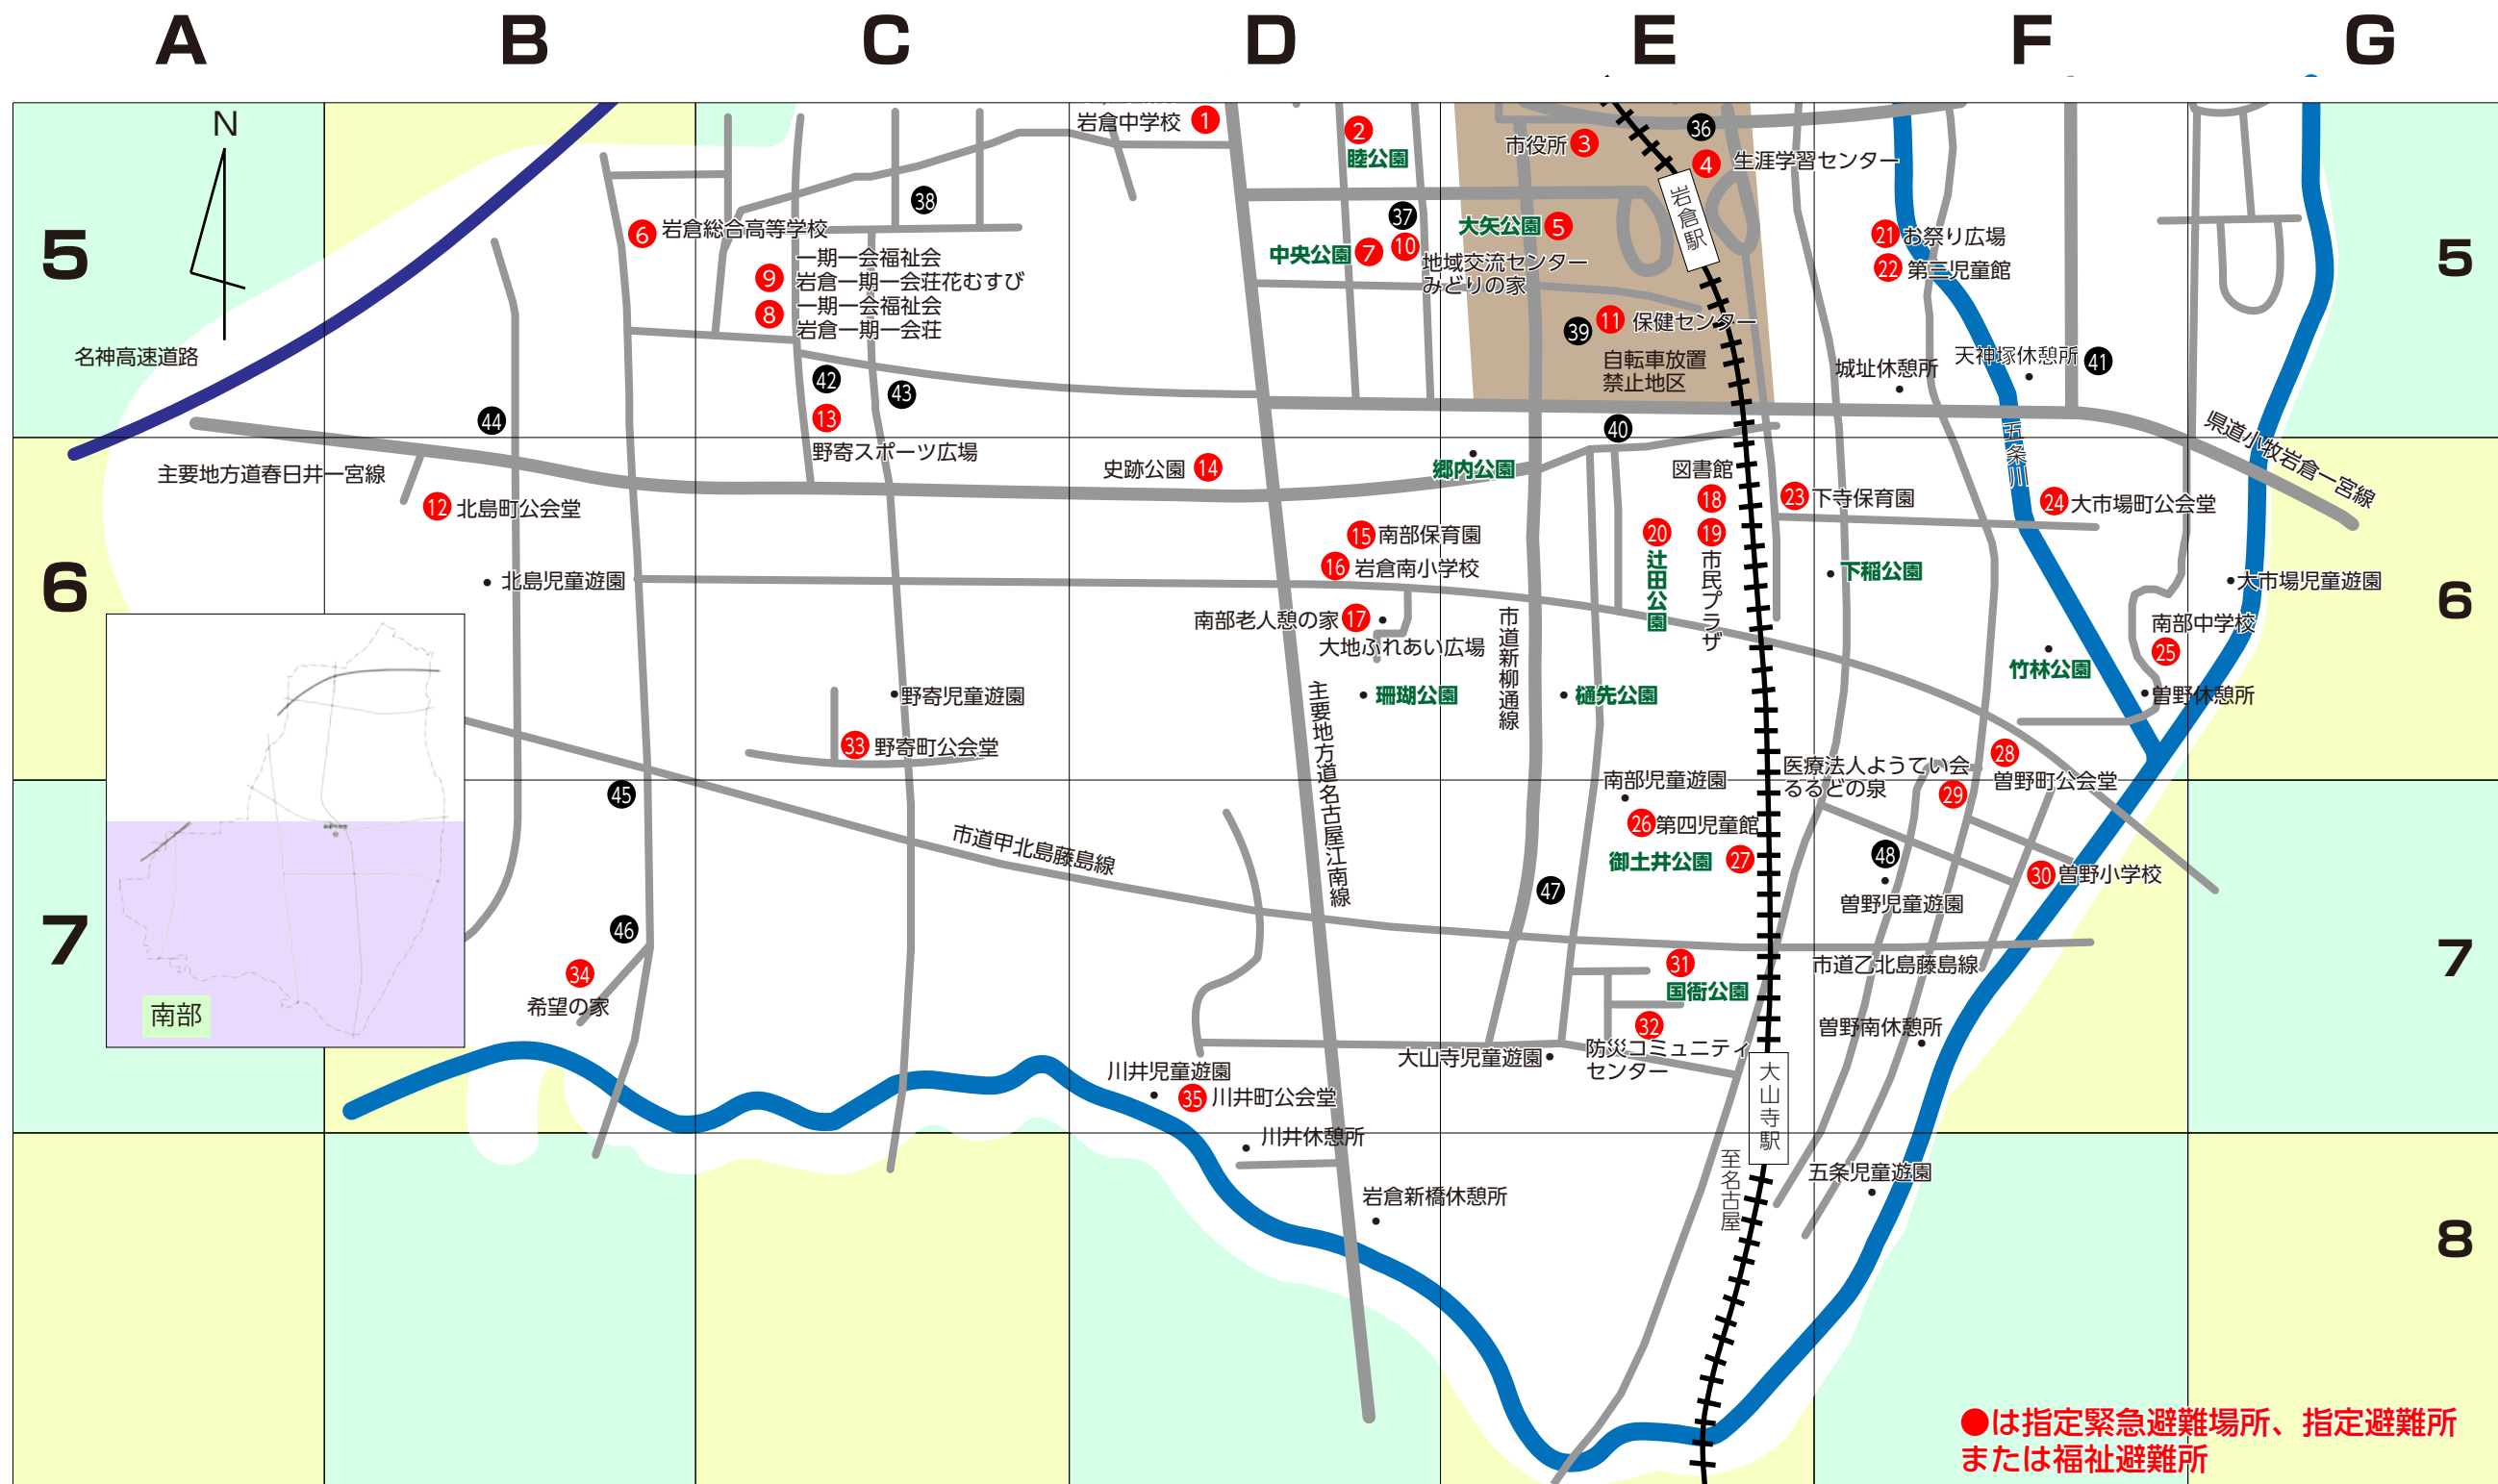 A B C D E F G
5
N
岩倉中学校 1
2
睦公園
市役所 3
36
4 生涯学習センター
岩倉駅
38
6 岩倉総合高等学校
37
大矢公園 5
中央公園 7
10
地域交流センター
みどりの家
21 お祭り広場
22 第三児童館
5
一期一会福祉会
9 岩倉一期一会荘花むすび
一期一会福祉会
8 岩倉一期一会荘
39
11 保健センター
自転車放置
禁止地区
名神高速道路
城址休憩所
天神塚休憩所 41
42
43
13
野寄スポーツ広場
44
40
五条川
県道小牧岩倉一宮線
6
主要地方道春日井一宮線
12 北島町公会堂
史跡公園 14
郷内公園
図書館
18
19
市民プラザ
20
辻田公園
23 下寺保育園
24 大市場町公会堂
15 南部保育園
16 岩倉南小学校
北島児童遊園
下稲公園
大市場児童遊園
6
南部老人憩の家 17
大地ふれあい広場
市道新柳通線
南部中学校
25
竹林公園
曽野休憩所
野寄児童遊園
珊瑚公園
樋先公園
主要地方道名古屋江南線
33 野寄町公会堂
28
曽野町公会堂
医療法人ようてい会
るるどの泉
29
7
45
南部児童遊園
26 第四児童館
御土井公園 27
市道甲北島藤島線
48
曽野児童遊園
30 曽野小学校
47
46
34
希望の家
31
国衙公園
市道乙北島藤島線
7
32
防災コミュニティ
センター
曽野南休憩所
南部
大山寺児童遊園
川井児童遊園
35 川井町公会堂
大山寺駅
川井休憩所
至名古屋
五条児童遊園
岩倉新橋休憩所
8
●は指定緊急避難場所、指定避難所
または福祉避難所